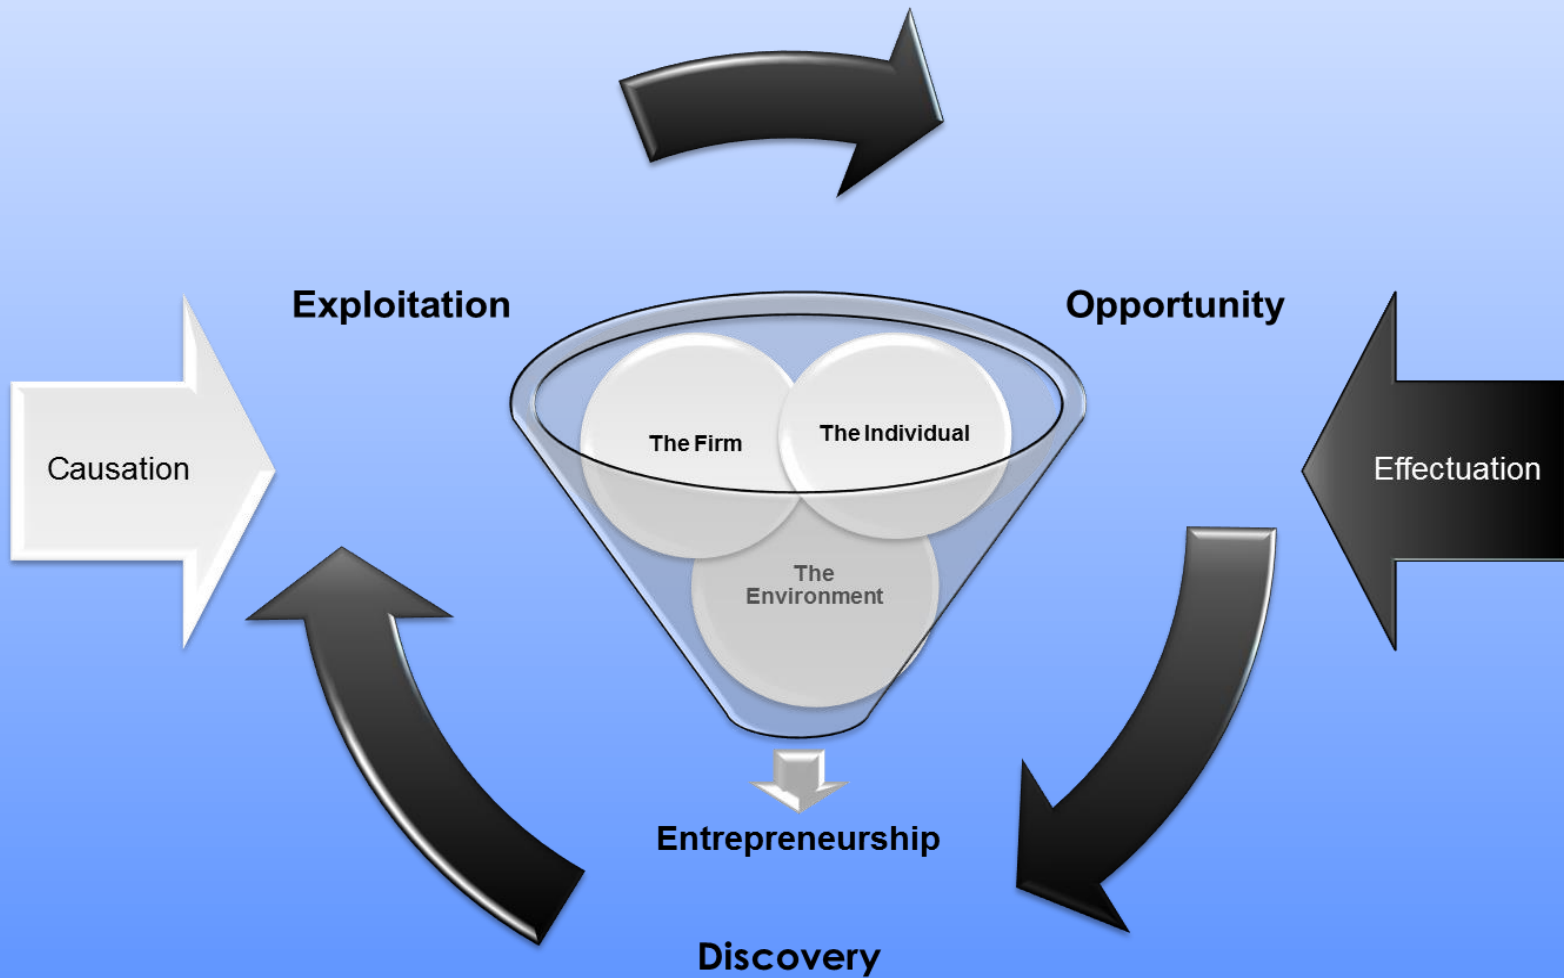 Exploitation
Opportunity
The Firm
The Individual
Causation
Effectuation
The
Environment
Entrepreneurship
Discovery